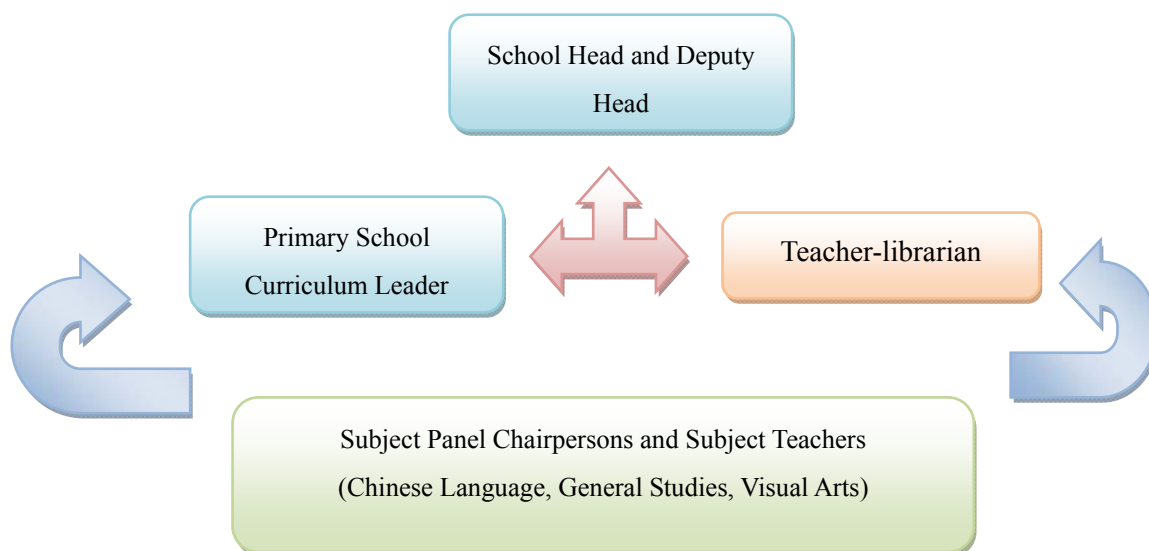 School Head and Deputy
Head
Primary School
Curriculum Leader
Teacher-librarian
Subject Panel Chairpersons and Subject Teachers
(Chinese Language, General Studies, Visual Arts)